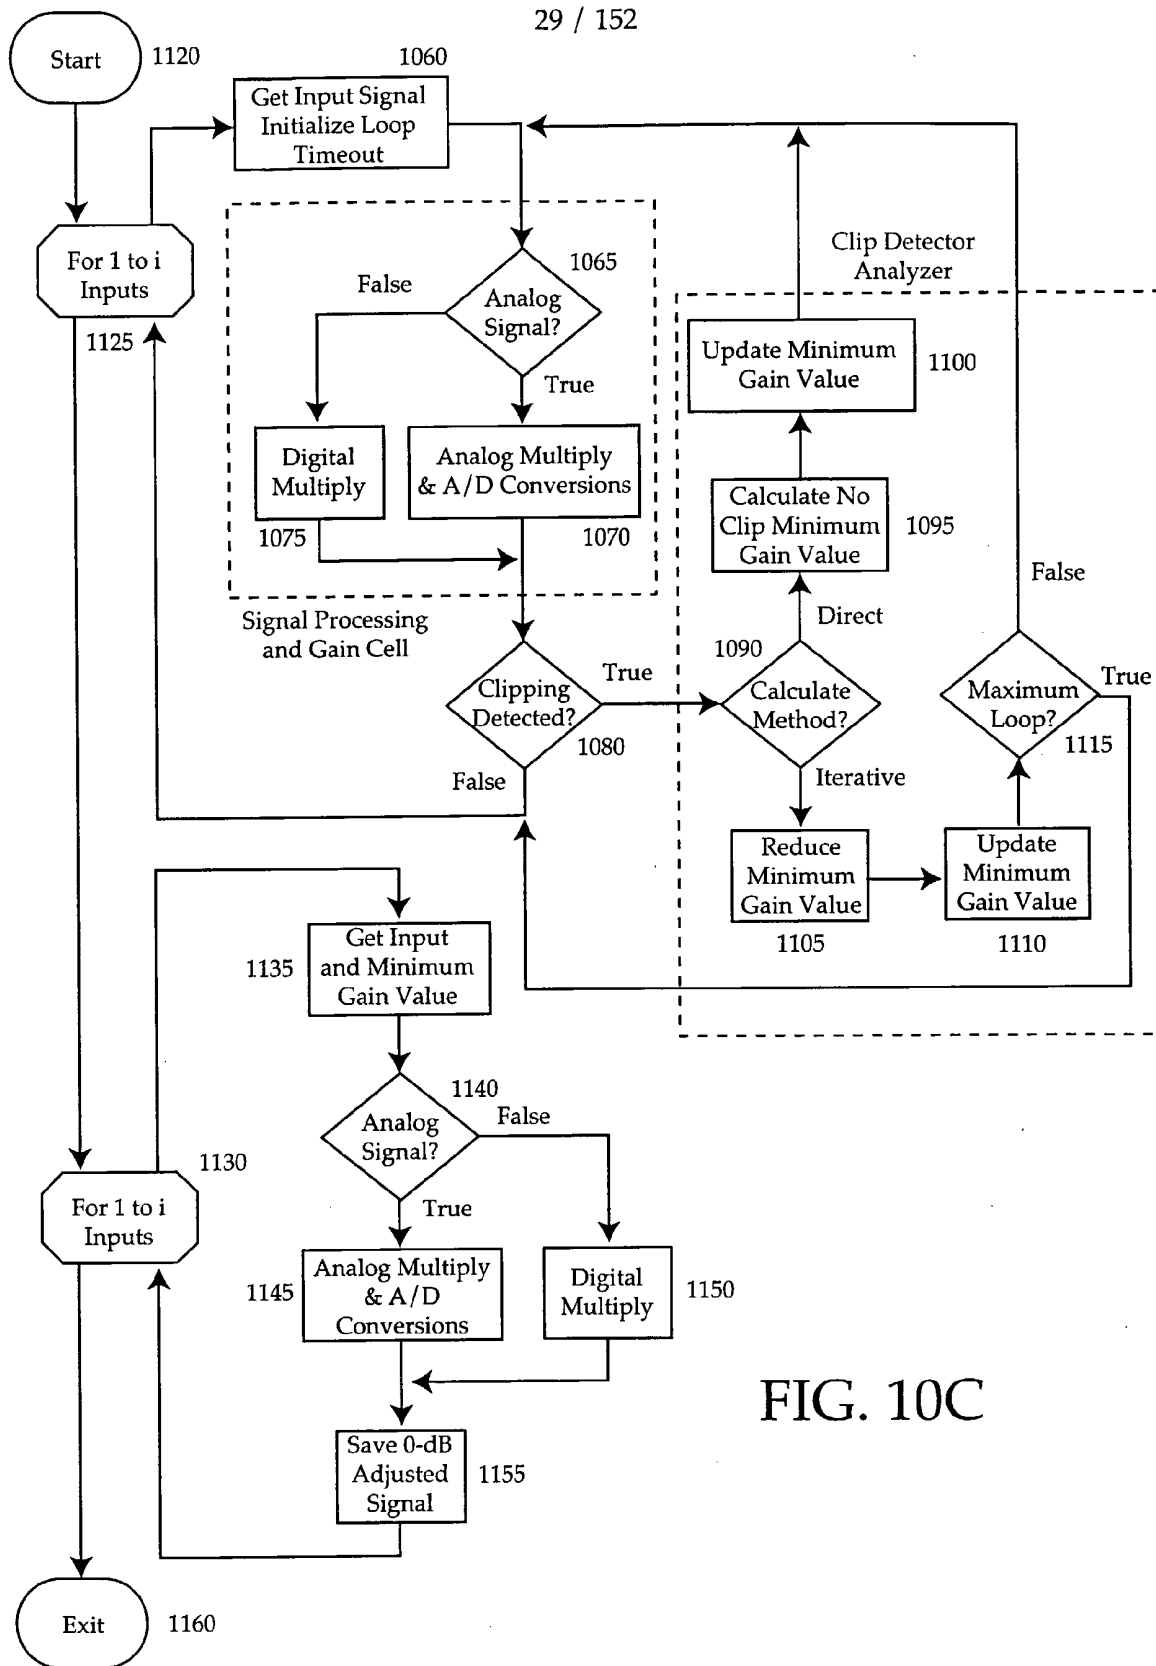 29 / 152
Start
1120
1060
Get Input Signal
Initialize Loop
Timeout
For 1 to i
Inputs
1125
1065
False
Analog
Signal?
True
Digital
Multiply
1075
Analog Multiply
& A/D Conversions
1070
Signal Processing
and Gain Cell
Clipping
Detected?
1080
True
False
Clip Detector
Analyzer
Update Minimum
Gain Value
1100
Calculate No
Clip Minimum
Gain Value
1095
Direct
1090
Calculate
Method?
Iterative
Reduce
Minimum
Gain Value
1105
Update
Minimum
Gain Value
1110
False
Maximum
Loop?
True
1115
1135
Get Input
and Minimum
Gain Value
1140
Analog
Signal?
False
True
1130
For 1 to i
Inputs
1145
Analog Multiply
& A/D
Conversions
Digital
Multiply
1150
Save 0-dB
Adjusted
Signal
1155
Exit
1160
FIG. 10C